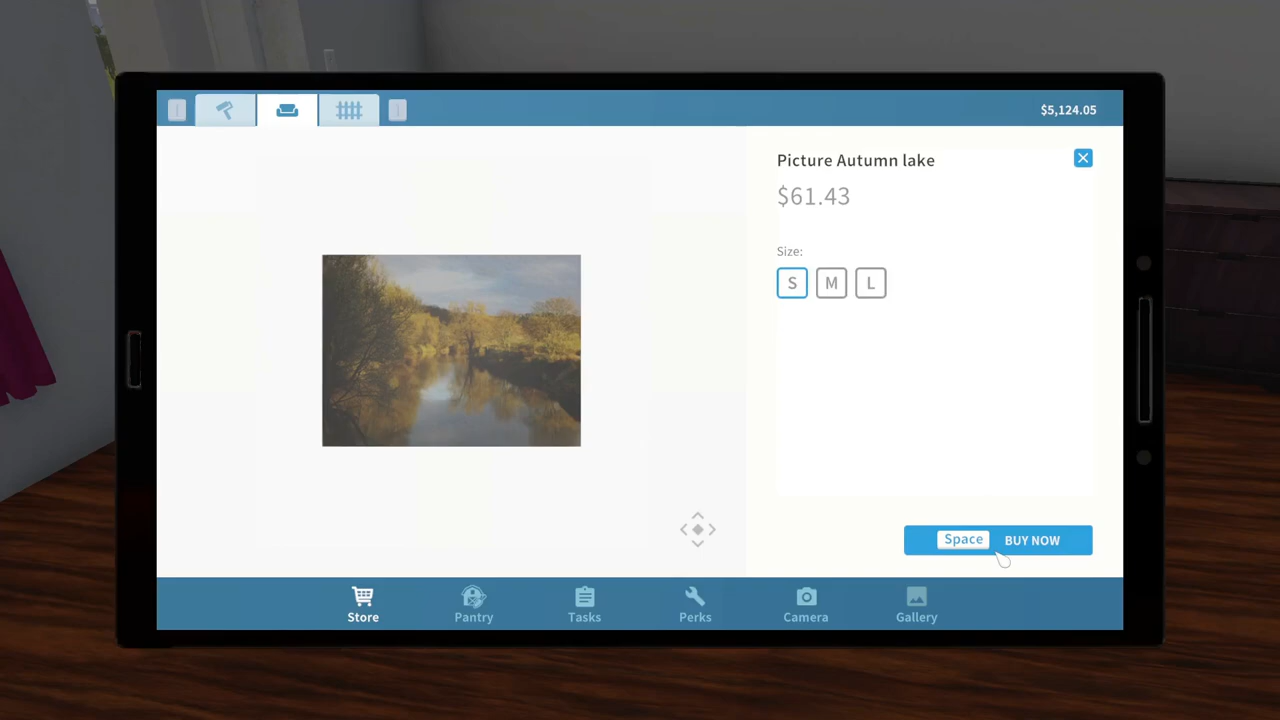 $5,124.05
Picture Autumn lake
$61.43
Size:
S M L
Space BUY NOW
Store Pantry Tasks Perks Camera Gallery